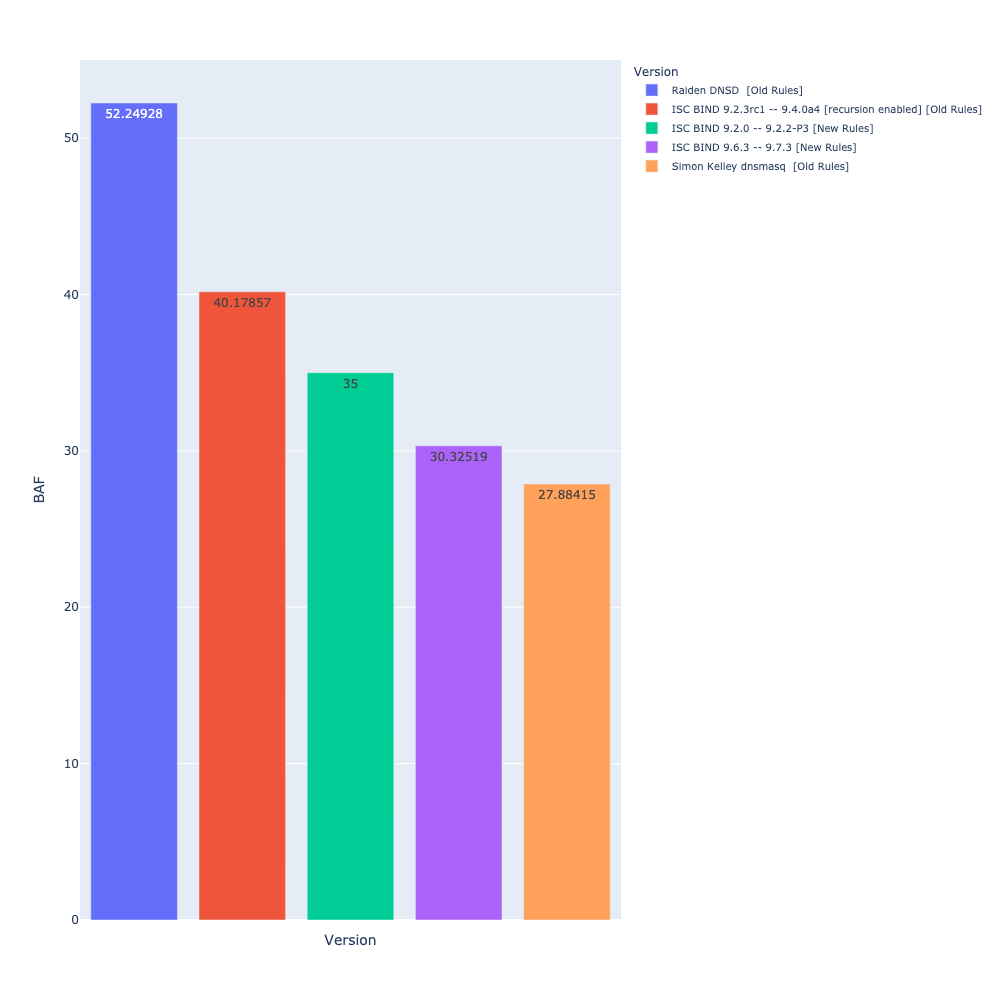 Version
Raiden DNSD  [Old Rules]
ISC BIND 9.2.3rc1 -- 9.4.0a4 [recursion enabled] [Old Rules]
ISC BIND 9.2.0 -- 9.2.2-P3 [New Rules]
ISC BIND 9.6.3 -- 9.7.3 [New Rules]
Simon Kelley dnsmasq  [Old Rules]
52.24928
40.17857
35
30.32519
27.88415
50
40
30
20
10
0
BAF
Version